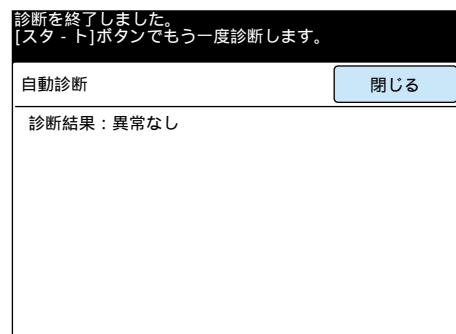 診断を終了しました。
[スタ-ト]ボタンでもう一度診断します。
自動診断
閉じる
診断結果：異常なし